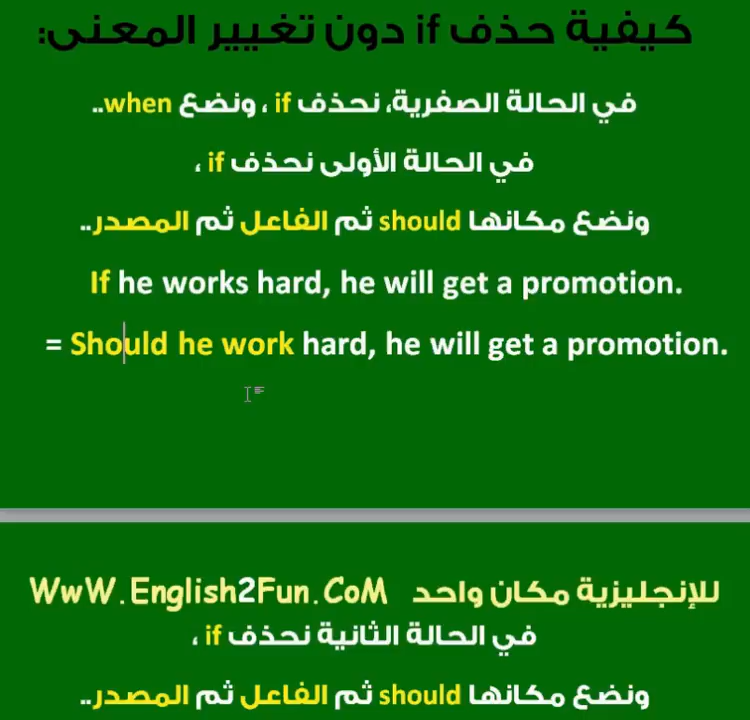 كيفية حذف if دون تغيير المعنى:
في الحالة الصفرية، نحذف if ، ونضع when..
في الحالة الأولى نحذف if ،
ونضع مكانها should ثم الفاعل ثم المصدر..
If he works hard, he will get a promotion.
= Should he work hard, he will get a promotion.
للإنجليزية مكان واحد WwW.English2Fun.CoM
في الحالة الثانية نحذف if ،
ونضع مكانها should ثم الفاعل ثم المصدر..